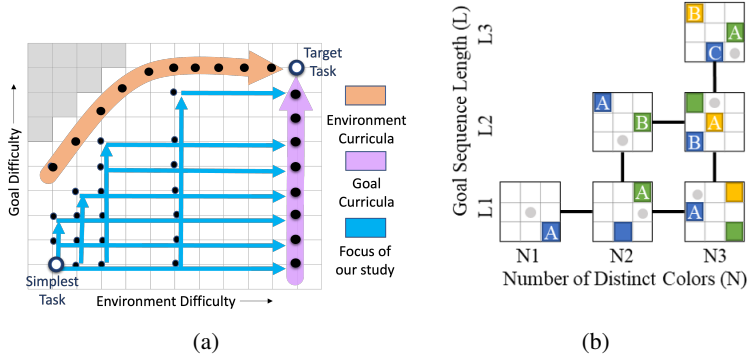 Target
Task
Goal Difficulty
Environment
Curricula
Goal
Curricula
Focus of
our study
Simplest
Task
Environment Difficulty
(a)
Goal Sequence Length (L)
L3
B
A
C
L2
A
B
A
B
L1
A
A
A
N1 N2 N3
Number of Distinct Colors (N)
(b)